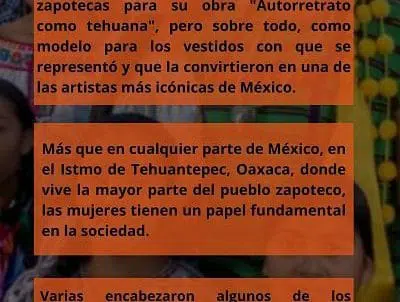 zapotecas para su obra "Autorretrato
como tehuana", pero sobre todo, como
modelo para los vestidos con que se
representó y que la convirtieron en una de
las artistas más icónicas de México.
Más que en cualquier parte de México, en
el Istmo de Tehuantepec, Oaxaca, donde
vive la mayor parte del pueblo zapoteco,
las mujeres tienen un papel fundamental
en la sociedad.
Varias encabezaron algunos de los